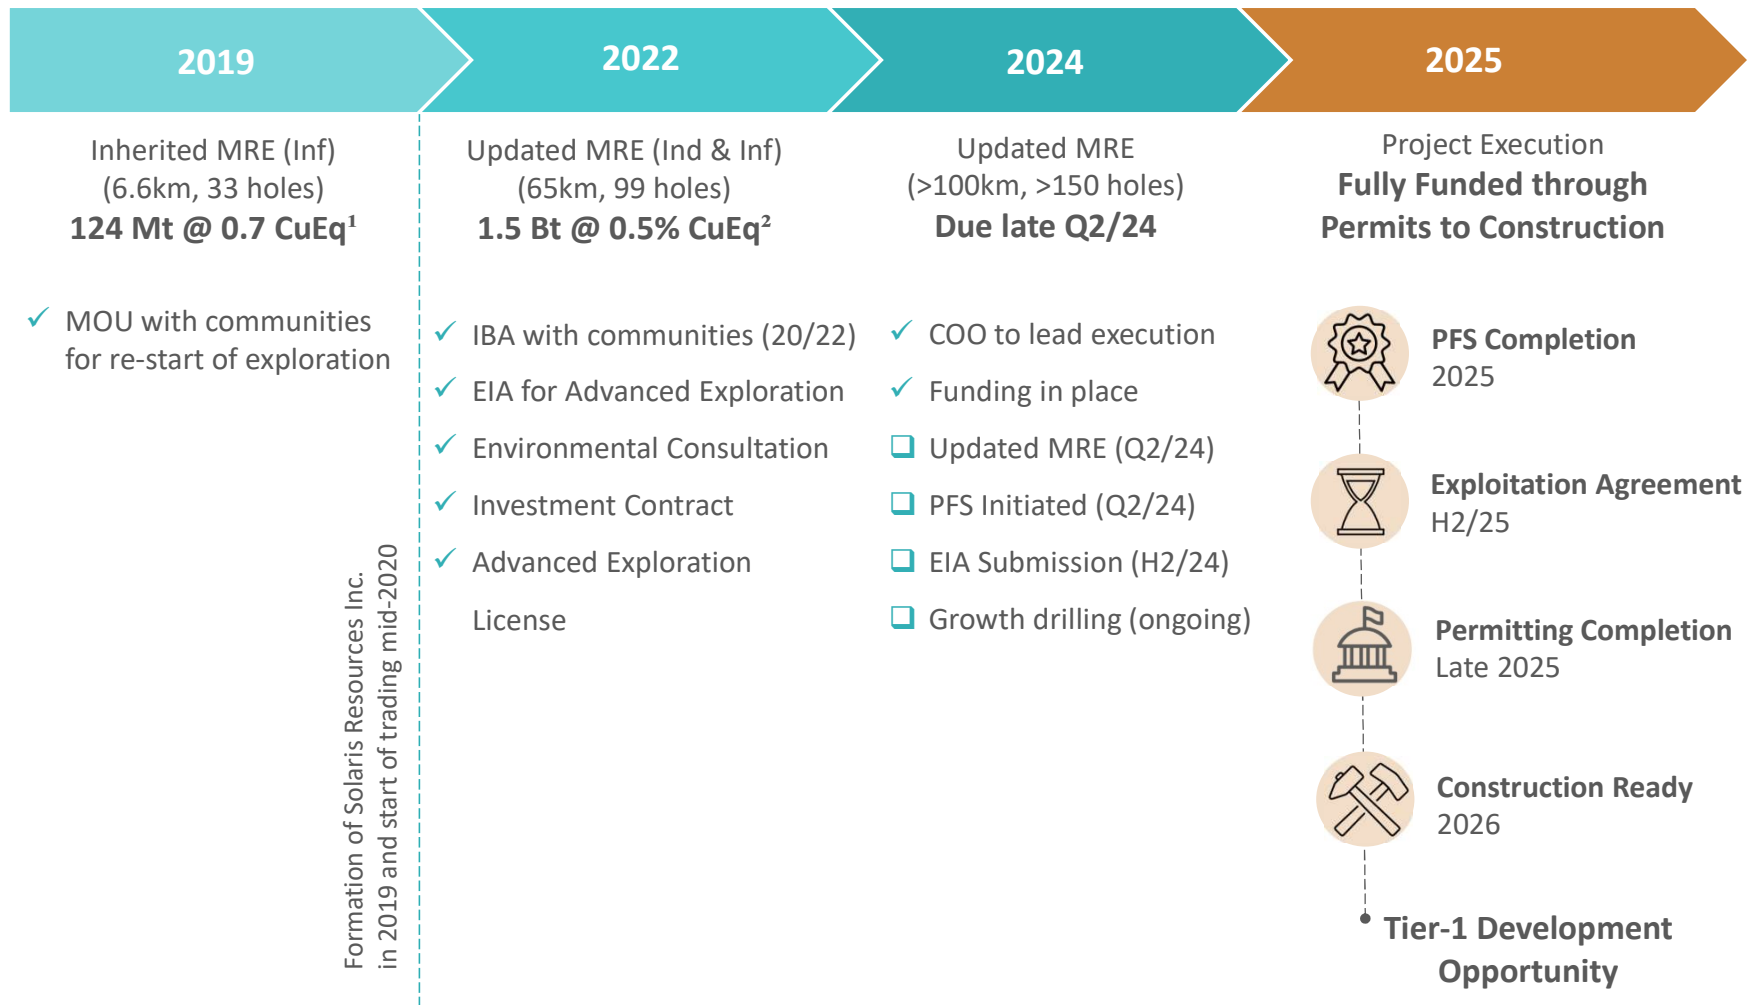 2019
Inherited MRE (Inf)
(6.6km, 33 holes)
124 Mt @ 0.7 CuEq¹
MOU with communities
for re-start of exploration
Formation of Solaris Resources Inc.
in 2019 and start of trading mid-2020
2022
Updated MRE (Ind & Inf)
(65km, 99 holes)
1.5 Bt @ 0.5% CuEq²
IBA with communities (20/22)
EIA for Advanced Exploration
Environmental Consultation
Investment Contract
Advanced Exploration
License
2024
Updated MRE
(>100km, >150 holes)
Due late Q2/24
COO to lead execution
Funding in place
Updated MRE (Q2/24)
PFS Initiated (Q2/24)
EIA Submission (H2/24)
Growth drilling (ongoing)
2025
Project Execution
Fully Funded through
Permits to Construction
PFS Completion
2025
Exploitation Agreement
H2/25
Permitting Completion
Late 2025
Construction Ready
2026
Tier-1 Development
Opportunity